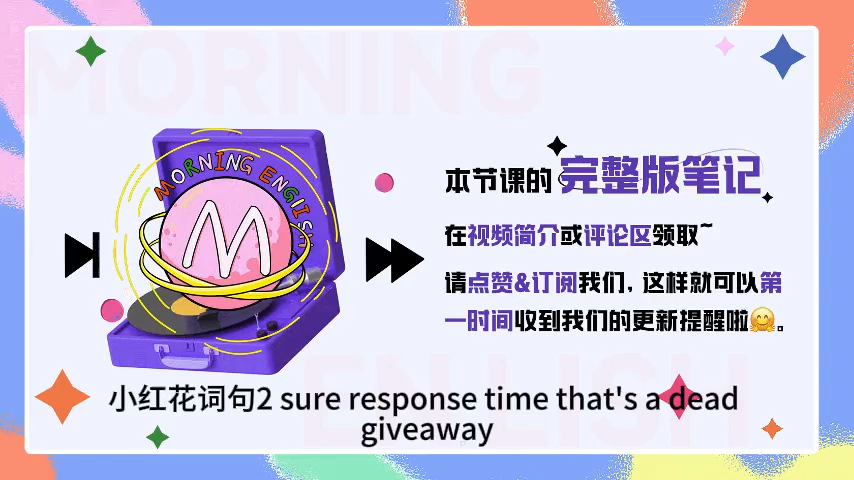 MORNING
MORNING ENGLISH
M
本节课的 完整版笔记
在视频简介或评论区领取~
请点赞&订阅我们, 这样就可以第
一时间收到我们的更新提醒啦🤗。
ENGLISH
小红花词句2 sure response time that's a dead
giveaway